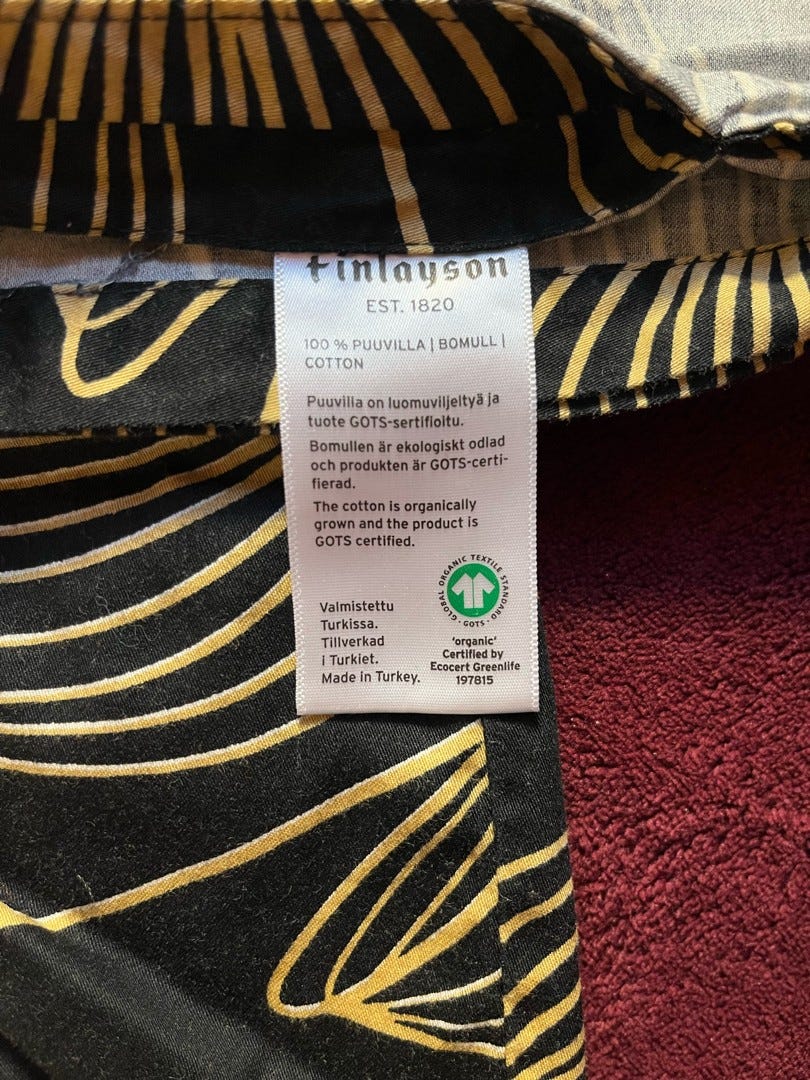 finlayson
EST. 1820
100 % PUUVILLA | BOMULL |
COTTON
Puuvilla on luomuviljeltyä ja
tuote GOTS-sertifioitu.
Bomullen är ekologiskt odlad
och produkten är GOTS-certi-
fierad.
The cotton is organically
grown and the product is
GOTS certified.
GLOBAL ORGANIC TEXTILE STANDARD
· GOTS ·
Valmistettu
Turkissa.
Tillverkad
i Turkiet.
Made in Turkey.
'organic'
Certified by
Ecocert Greenlife
197815